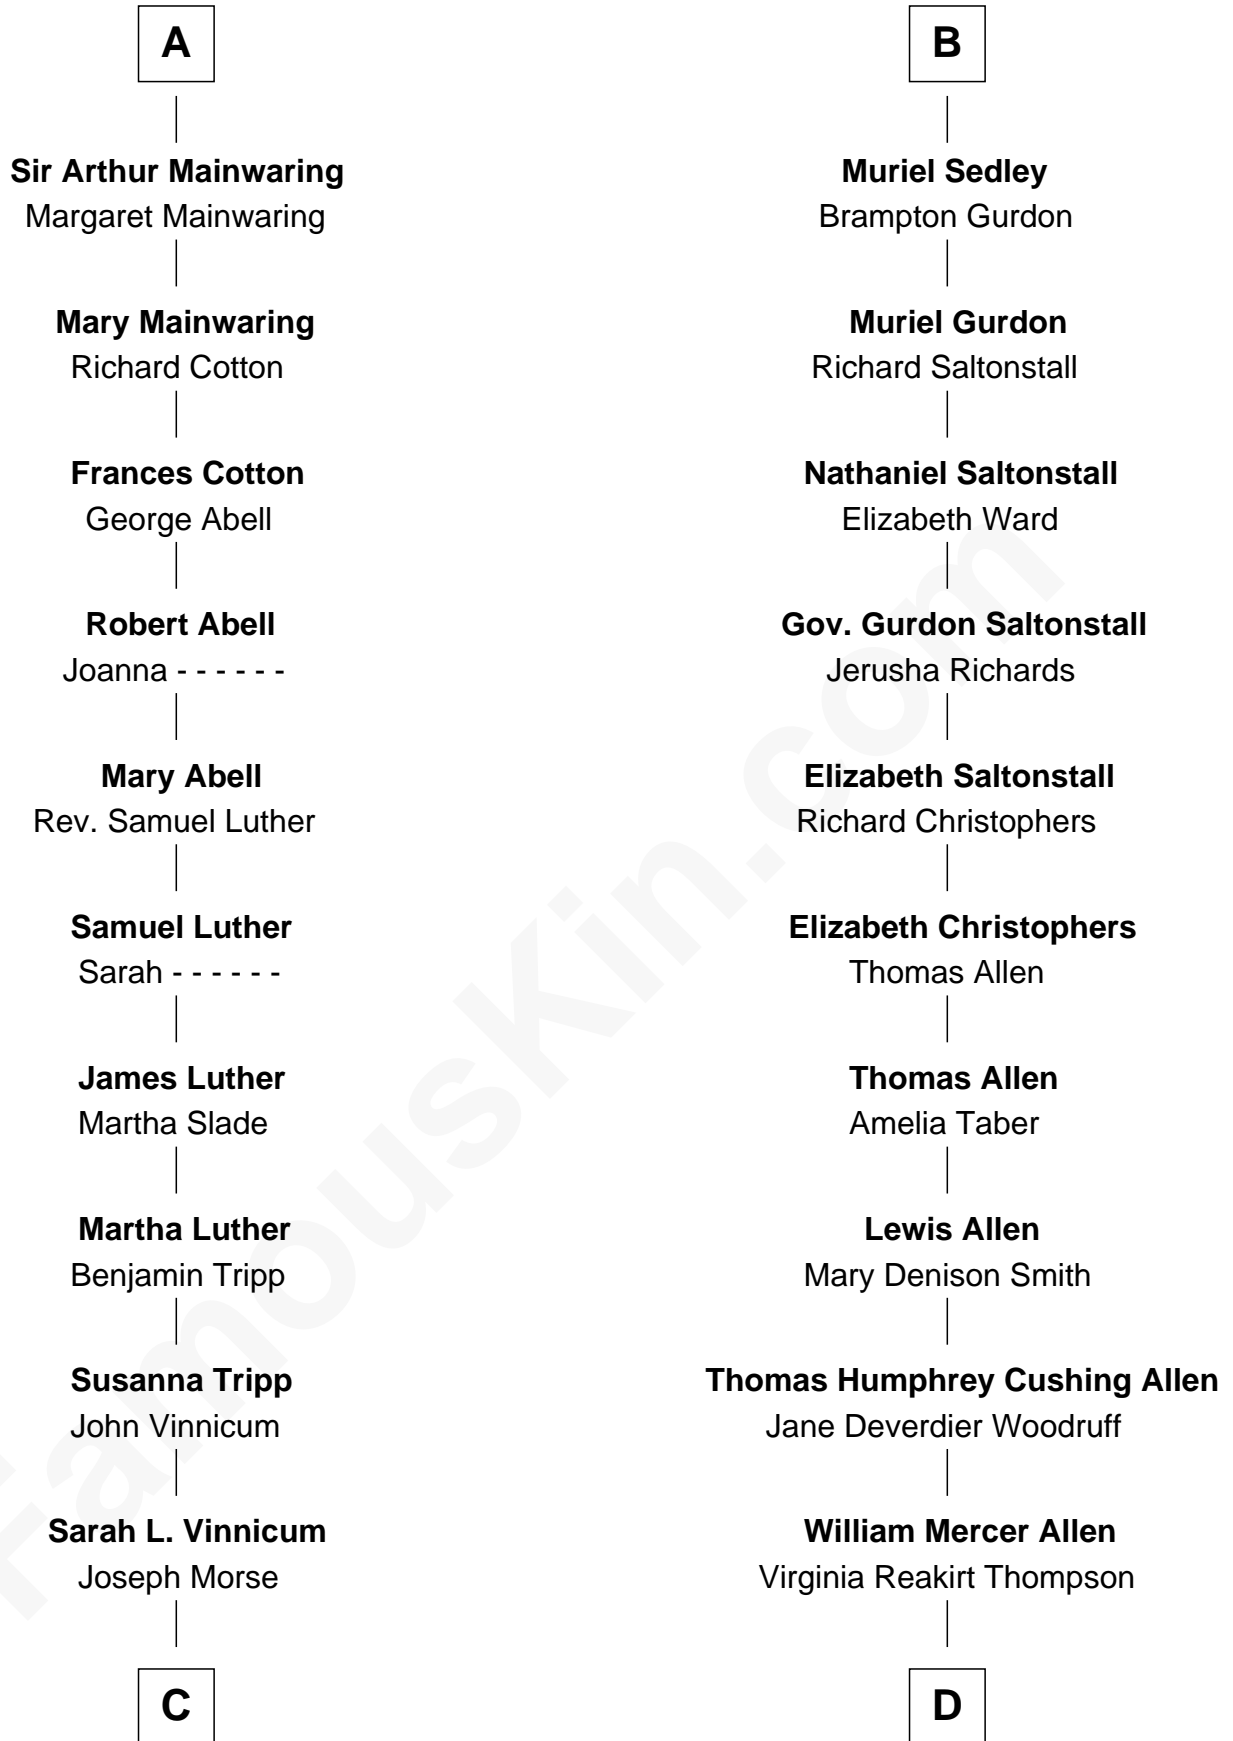 A
Sir Arthur Mainwaring
Margaret Mainwaring
Mary Mainwaring
Richard Cotton
Frances Cotton
George Abell
Robert Abell
Joanna - - - - - -
Mary Abell
Rev. Samuel Luther
Samuel Luther
Sarah - - - - - -
James Luther
Martha Slade
Martha Luther
Benjamin Tripp
Susanna Tripp
John Vinnicum
Sarah L. Vinnicum
Joseph Morse
C
B
Muriel Sedley
Brampton Gurdon
Muriel Gurdon
Richard Saltonstall
Nathaniel Saltonstall
Elizabeth Ward
Gov. Gurdon Saltonstall
Jerusha Richards
Elizabeth Saltonstall
Richard Christophers
Elizabeth Christophers
Thomas Allen
Thomas Allen
Amelia Taber
Lewis Allen
Mary Denison Smith
Thomas Humphrey Cushing Allen
Jane Deverdier Woodruff
William Mercer Allen
Virginia Reakirt Thompson
D
FamousKin.com